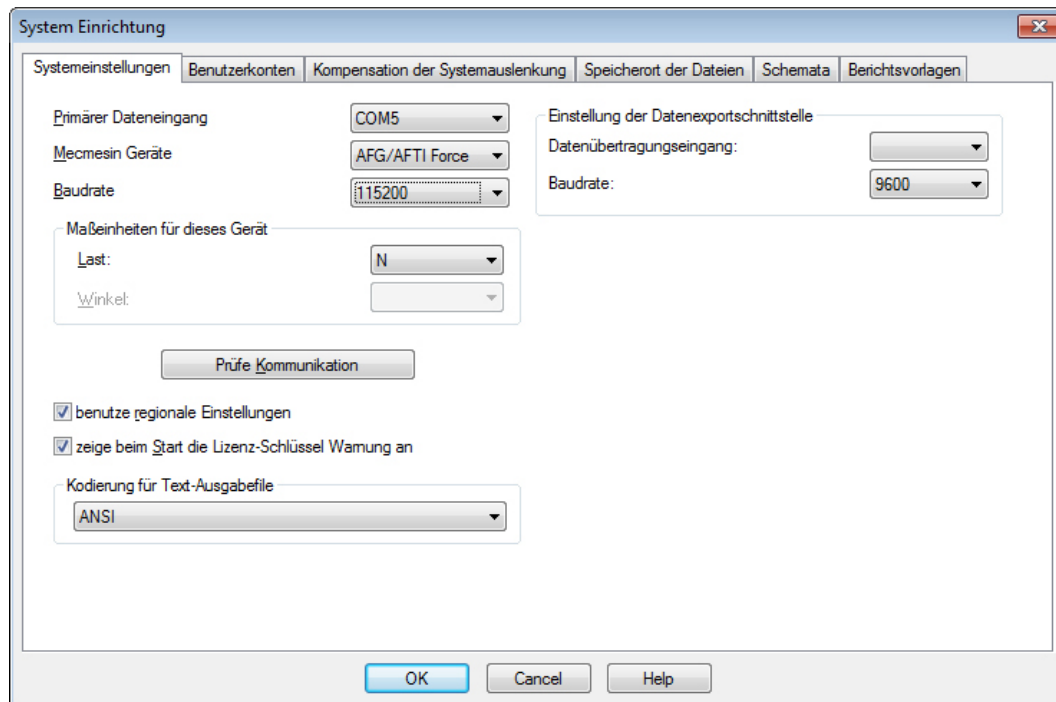 System Einrichtung
Systemeinstellungen Benutzerkonten Kompensation der Systemauslenkung Speicherort der Dateien Schemata Berichtsvorlagen
Primärer Dateneingang COM5
Mecmesin Geräte AFG/AFTI Force
Baudrate 115200
Maßeinheiten für dieses Gerät
Last: N
Winkel:
Prüfe Kommunikation
benutze regionale Einstellungen
zeige beim Start die Lizenz-Schlüssel Warnung an
Kodierung für Text-Ausgabefile
ANSI
Einstellung der Datenexportschnittstelle
Datenübertragungseingang:
Baudrate: 9600
OK Cancel Help